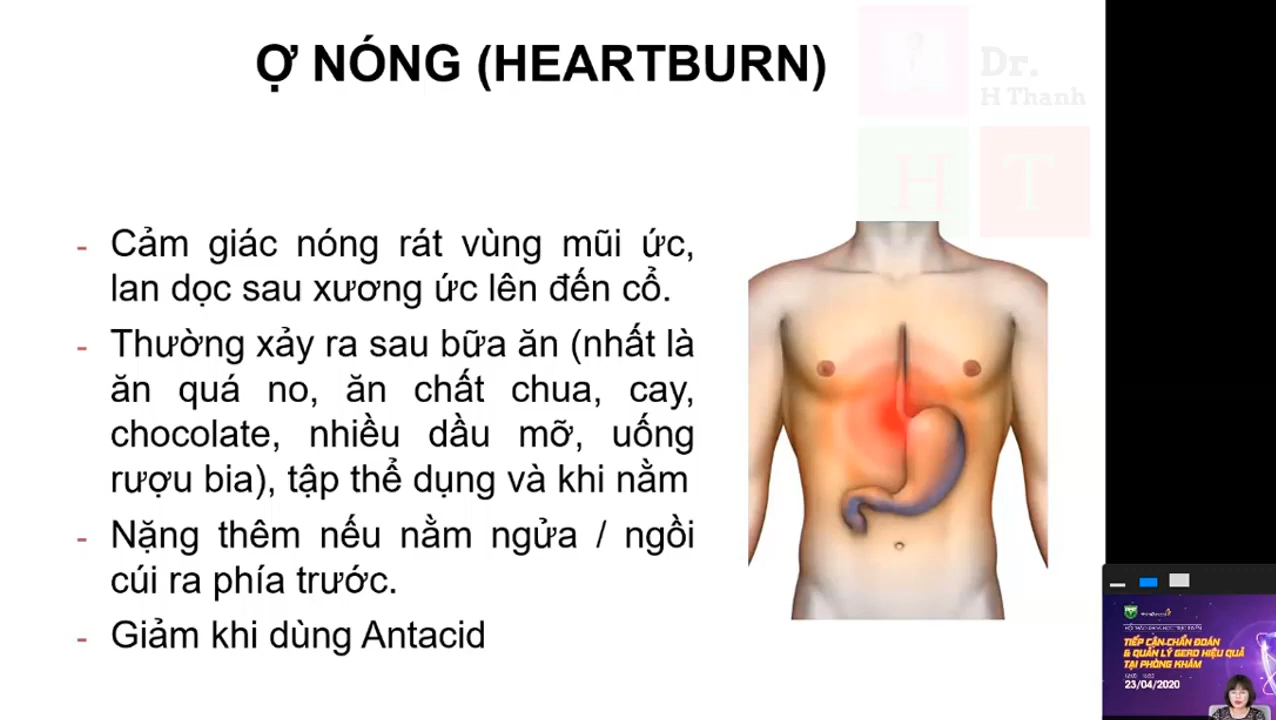 Ợ NÓNG (HEARTBURN)
Dr.
H Thanh
H T
- Cảm giác nóng rát vùng mũi ức,
lan dọc sau xương ức lên đến cổ.
- Thường xảy ra sau bữa ăn (nhất là
ăn quá no, ăn chất chua, cay,
chocolate, nhiều dầu mỡ, uống
rượu bia), tập thể dụng và khi nằm
- Nặng thêm nếu nằm ngửa / ngồi
cúi ra phía trước.
- Giảm khi dùng Antacid
TIẾP CẬN CHẨN ĐOÁN
& QUẢN LÝ GERD HIỆU QUẢ
TẠI PHÒNG KHÁM
23/04/2020